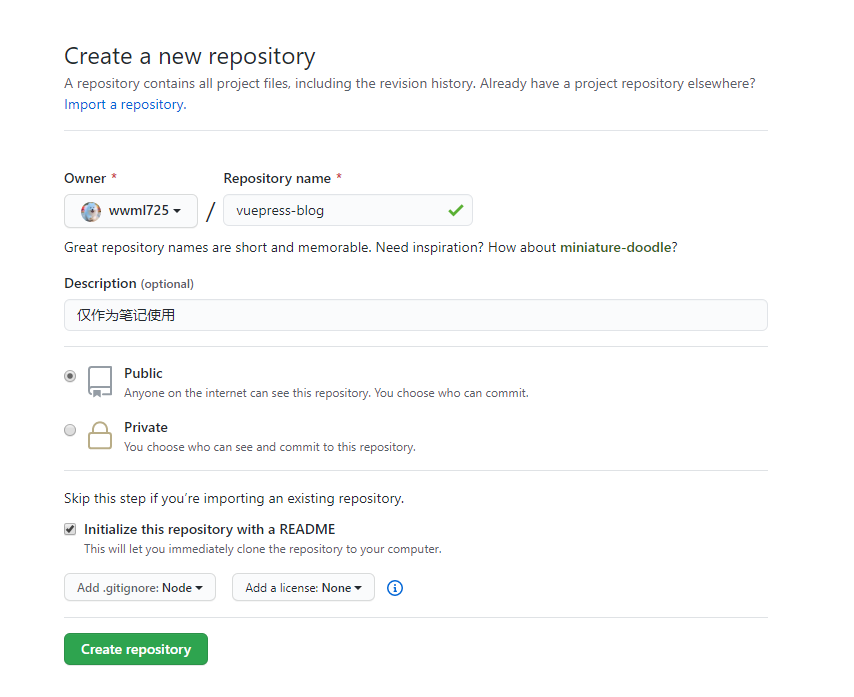 Create a new repository
A repository contains all project files, including the revision history. Already have a project repository elsewhere?
Import a repository.
Owner * Repository name *
wwml725 / vuepress-blog
Great repository names are short and memorable. Need inspiration? How about miniature-doodle?
Description (optional)
仅作为笔记使用
Public
Anyone on the internet can see this repository. You choose who can commit.
Private
You choose who can see and commit to this repository.
Skip this step if you’re importing an existing repository.
Initialize this repository with a README
This will let you immediately clone the repository to your computer.
Add .gitignore: Node Add a license: None
Create repository